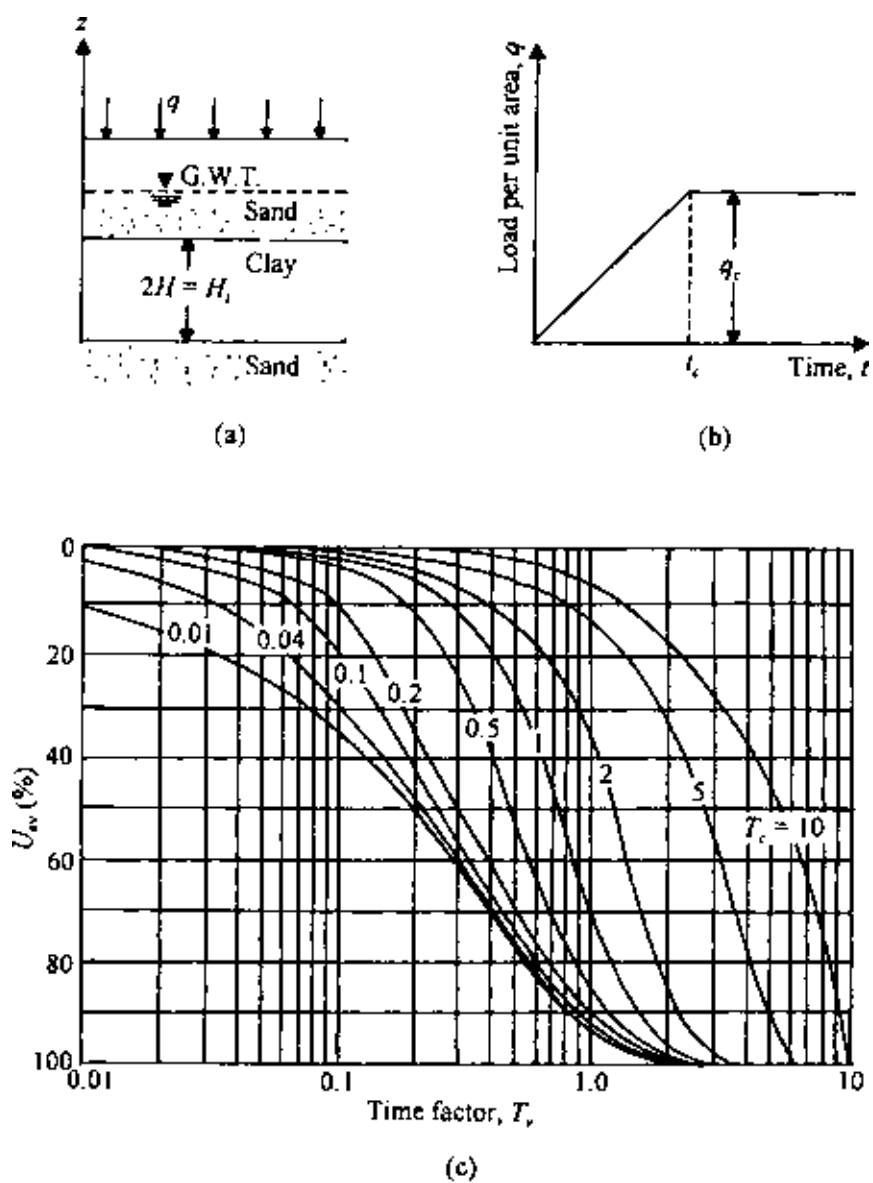 z
q
G.W.T.
Sand
Clay
2H = H_t
Sand
(a)
Load per unit area, q
q_c
t_c
Time, t
(b)
U_av (%)
0
20
40
60
80
100
0.01
0.04
0.1
0.2
0.5
1
2
5
T_c = 10
0.01
0.1
1.0
10
Time factor, T_v
(c)